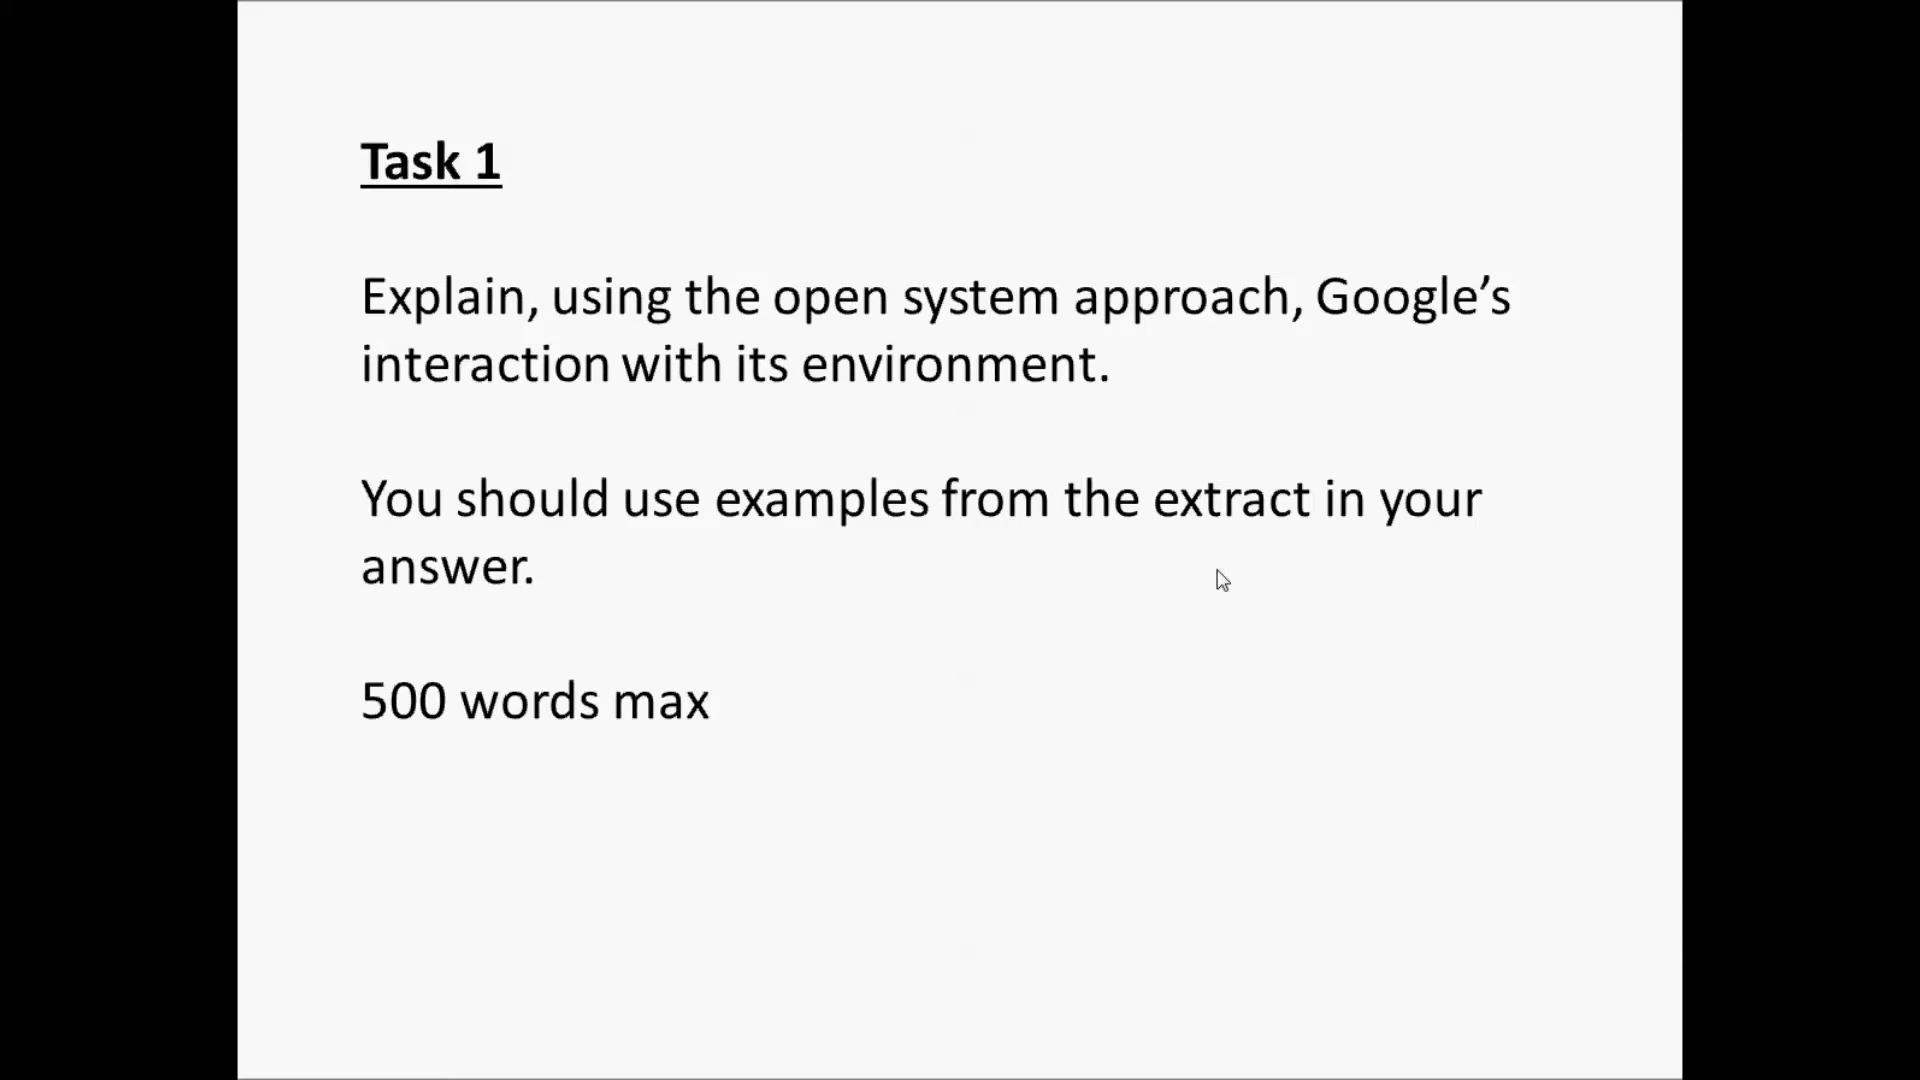 Task 1
Explain, using the open system approach, Google’s
interaction with its environment.
You should use examples from the extract in your
answer.
500 words max